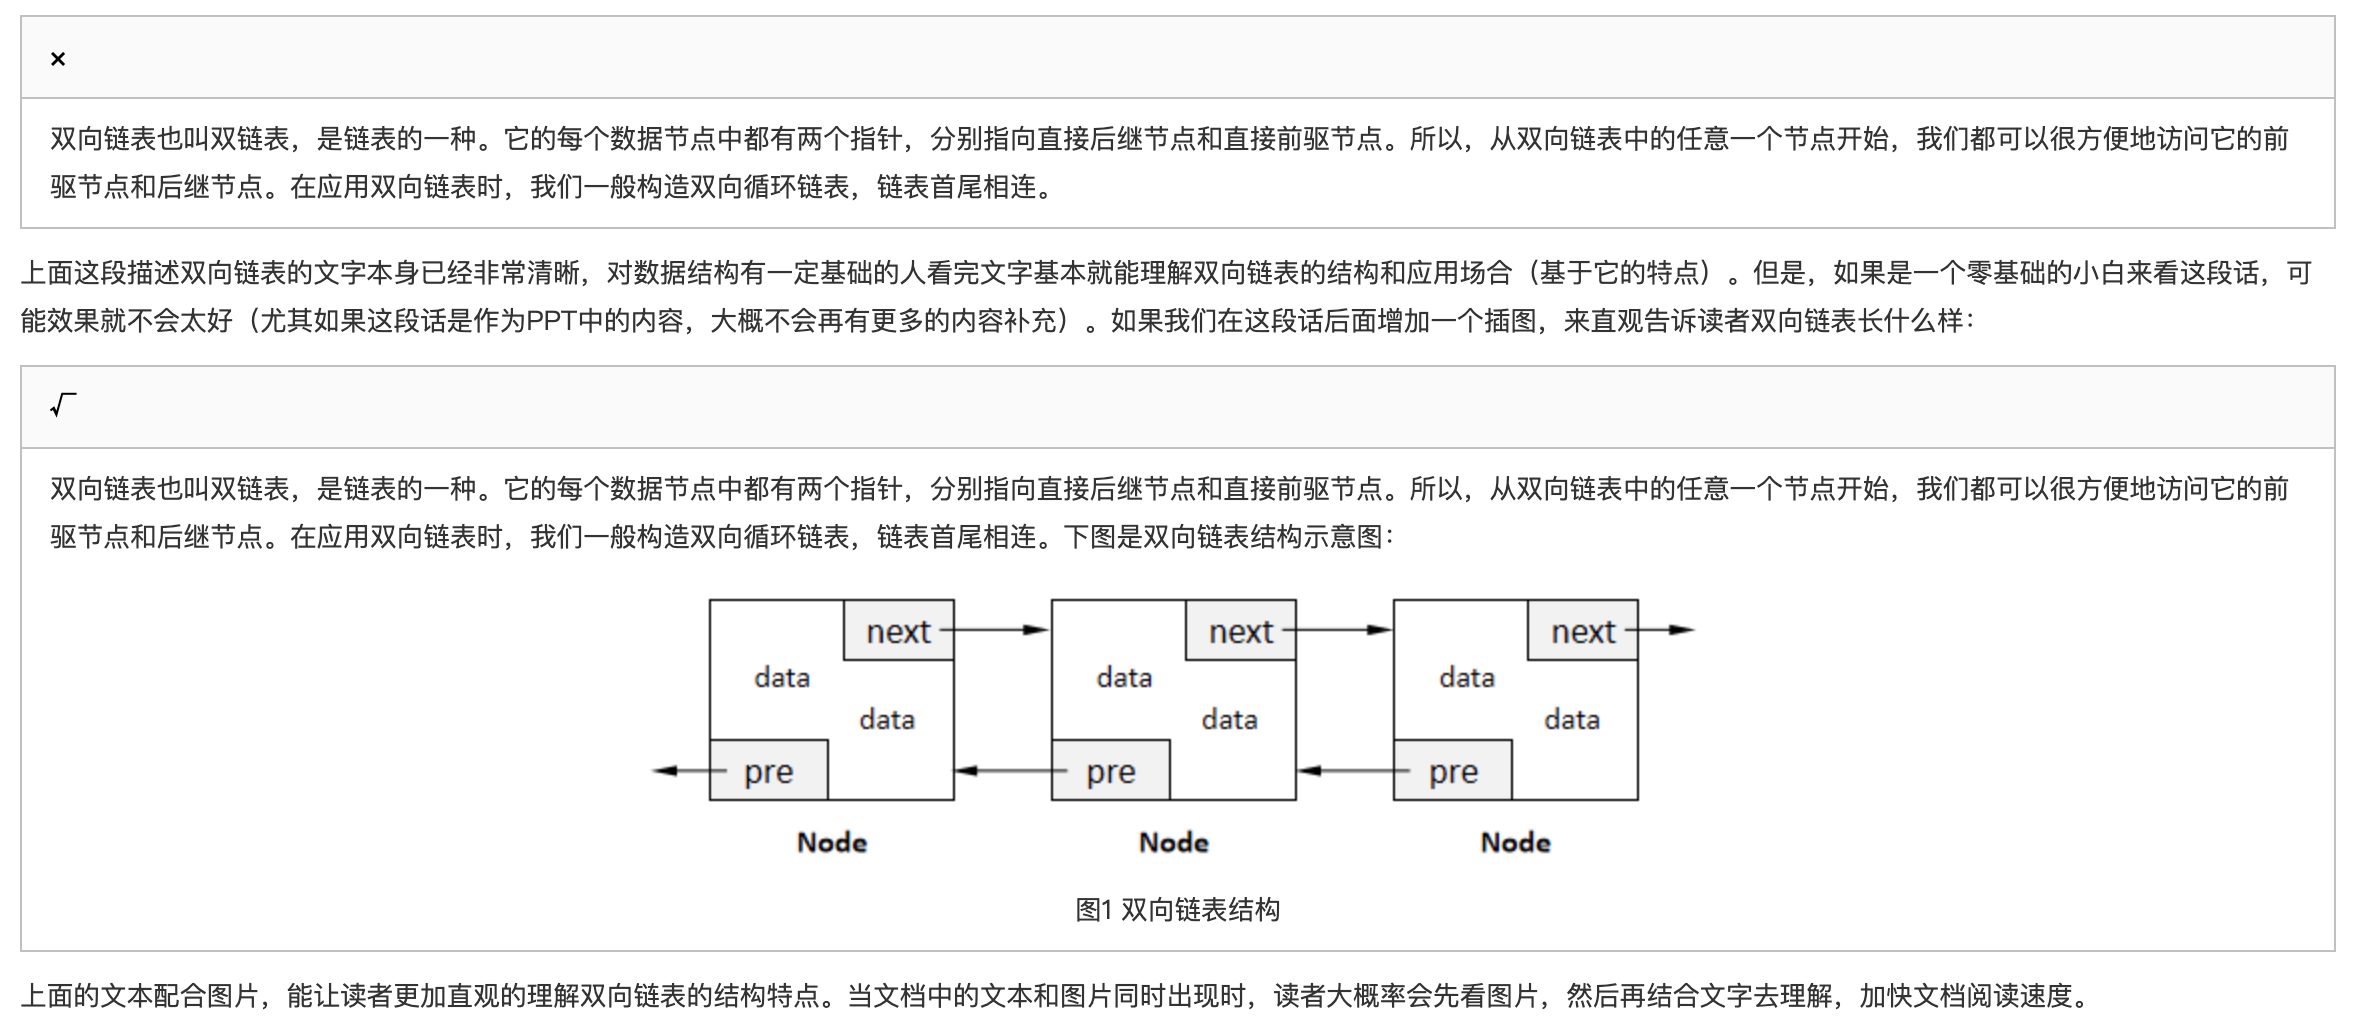 ×
双向链表也叫双链表，是链表的一种。它的每个数据节点中都有两个指针，分别指向直接后继节点和直接前驱节点。所以，从双向链表中的任意一个节点开始，我们都可以很方便地访问它的前
驱节点和后继节点。在应用双向链表时，我们一般构造双向循环链表，链表首尾相连。
上面这段描述双向链表的文字本身已经非常清晰，对数据结构有一定基础的人看完文字基本就能理解双向链表的结构和应用场合（基于它的特点）。但是，如果是一个零基础的小白来看这段话，可
能效果就不会太好（尤其如果这段话是作为PPT中的内容，大概不会再有更多的内容补充）。如果我们在这段话后面增加一个插图，来直观告诉读者双向链表长什么样：
√
双向链表也叫双链表，是链表的一种。它的每个数据节点中都有两个指针，分别指向直接后继节点和直接前驱节点。所以，从双向链表中的任意一个节点开始，我们都可以很方便地访问它的前
驱节点和后继节点。在应用双向链表时，我们一般构造双向循环链表，链表首尾相连。下图是双向链表结构示意图：
next next next
data data data
data data data
pre pre pre
Node Node Node
图1 双向链表结构
上面的文本配合图片，能让读者更加直观的理解双向链表的结构特点。当文档中的文本和图片同时出现时，读者大概率会先看图片，然后再结合文字去理解，加快文档阅读速度。